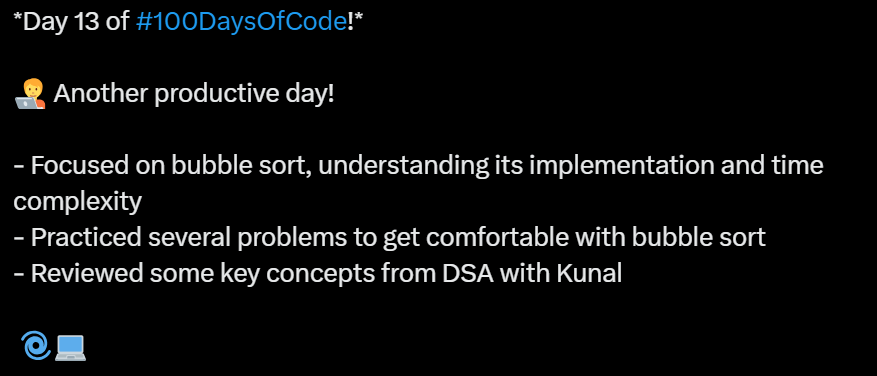 *Day 13 of #100DaysOfCode!*
🧑‍💻 Another productive day!
- Focused on bubble sort, understanding its implementation and time
complexity
- Practiced several problems to get comfortable with bubble sort
- Reviewed some key concepts from DSA with Kunal
🌀💻